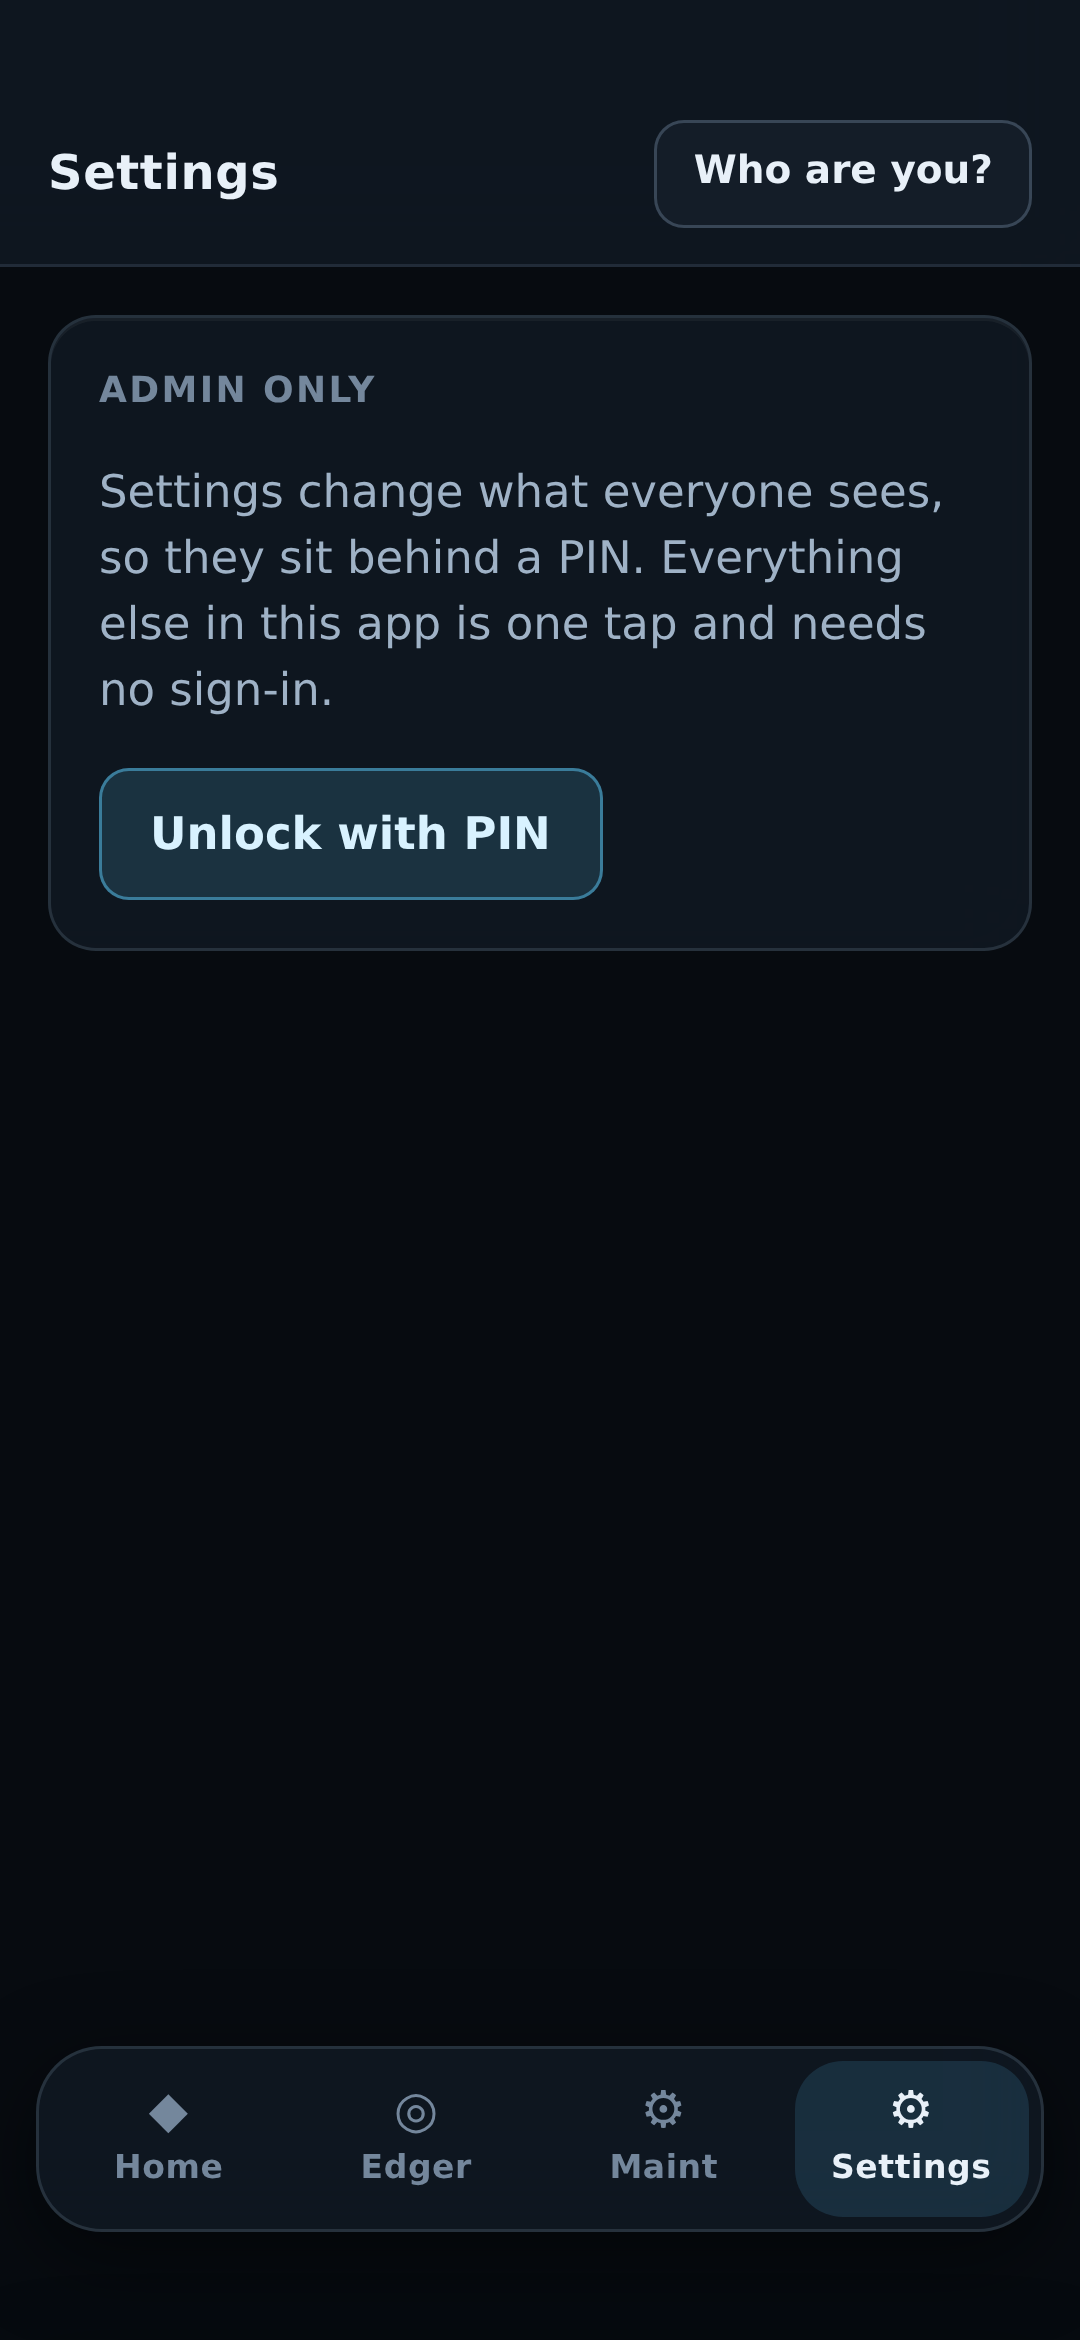 Settings
Who are you?
ADMIN ONLY
Settings change what everyone sees,
so they sit behind a PIN. Everything
else in this app is one tap and needs
no sign-in.
Unlock with PIN
Home
Edger
Maint
Settings